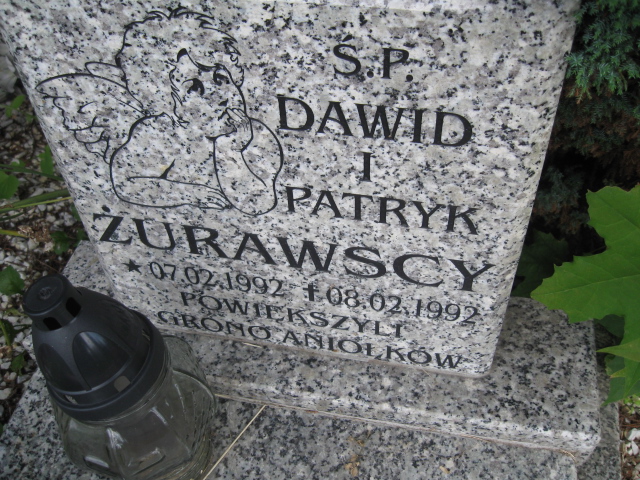 Ś.P.
DAWID
I
PATRYK
ŻURAWSCY
★07.02.1992 ✝08.02.1992
POWIĘKSZYLI
GRONO ANIOŁKÓW